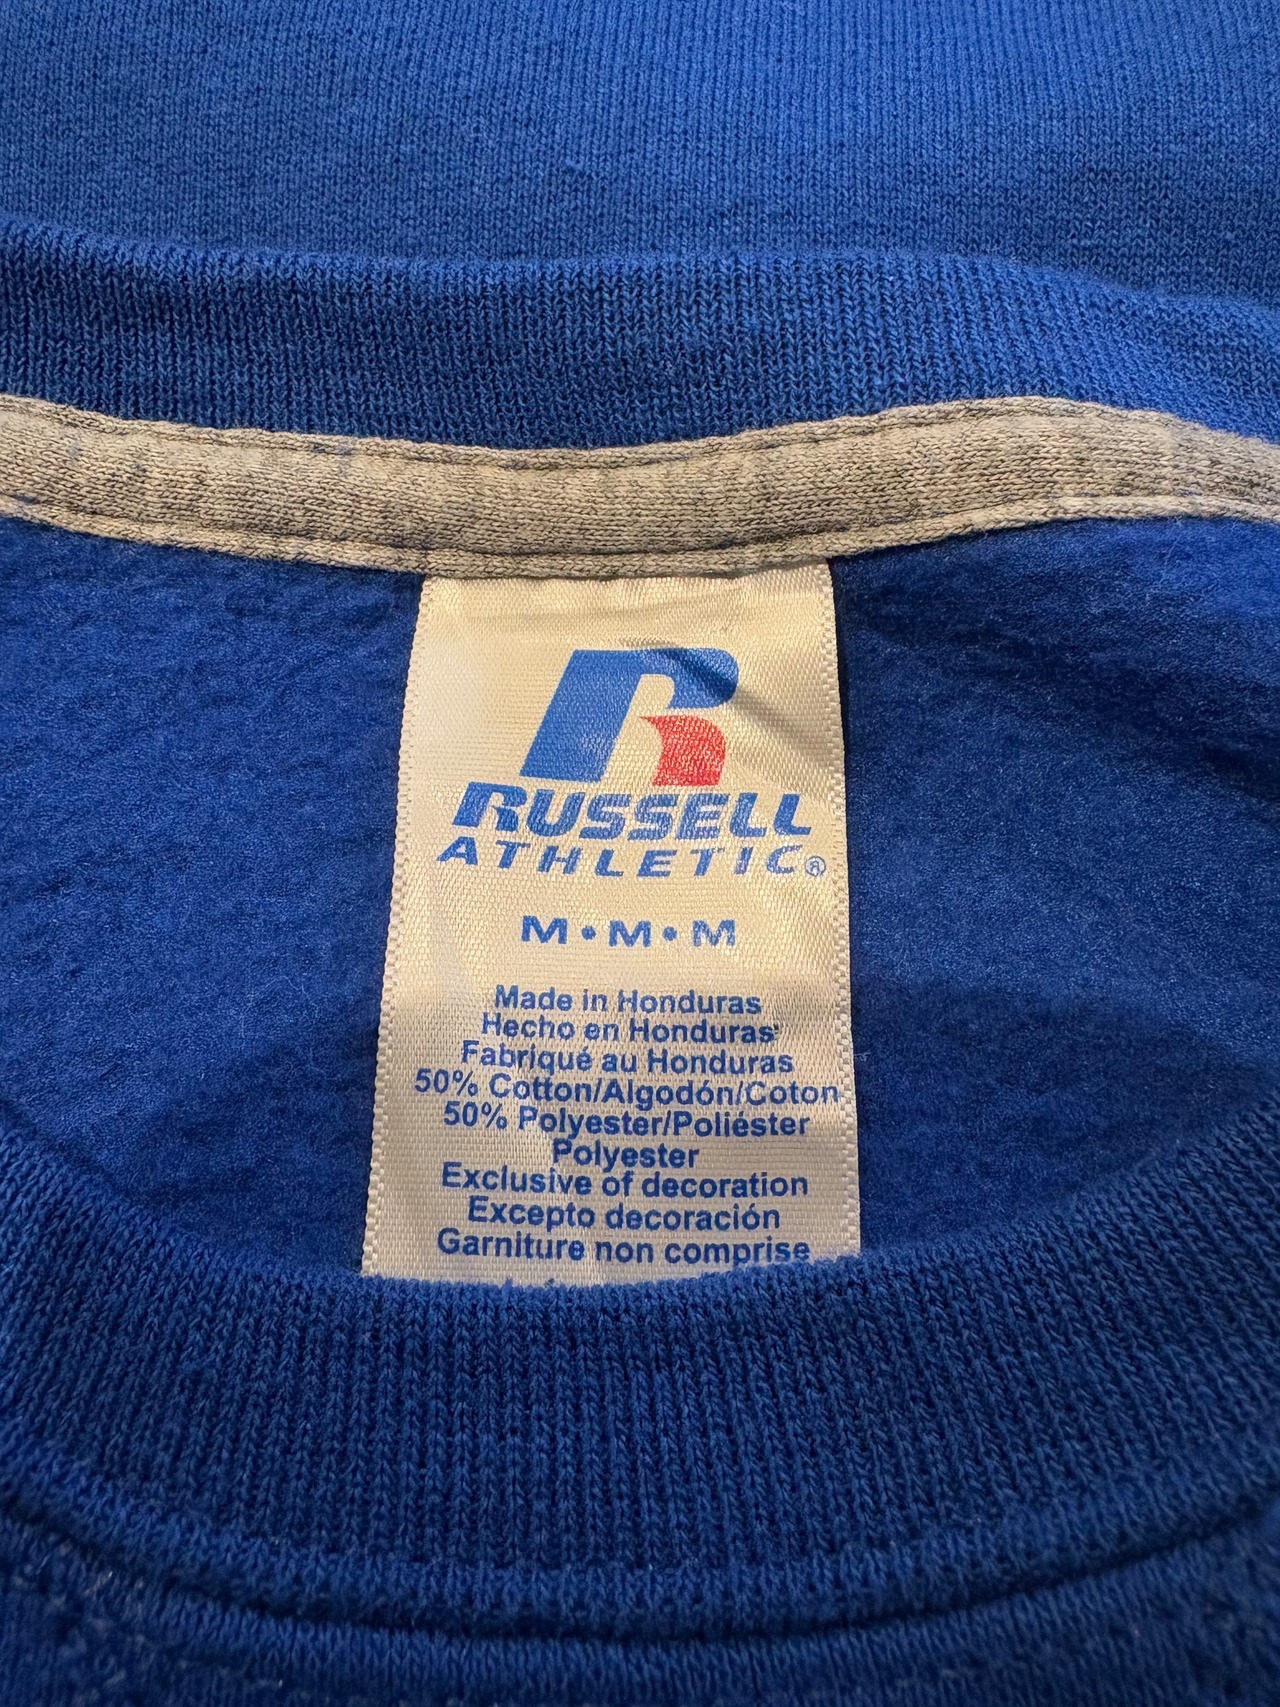 R
RUSSELL
ATHLETIC®
M•M•M
Made in Honduras
Hecho en Honduras
Fabriqué au Honduras
50% Cotton/Algodón/Coton
50% Polyester/Poliéster
Polyester
Exclusive of decoration
Excepto decoración
Garniture non comprise